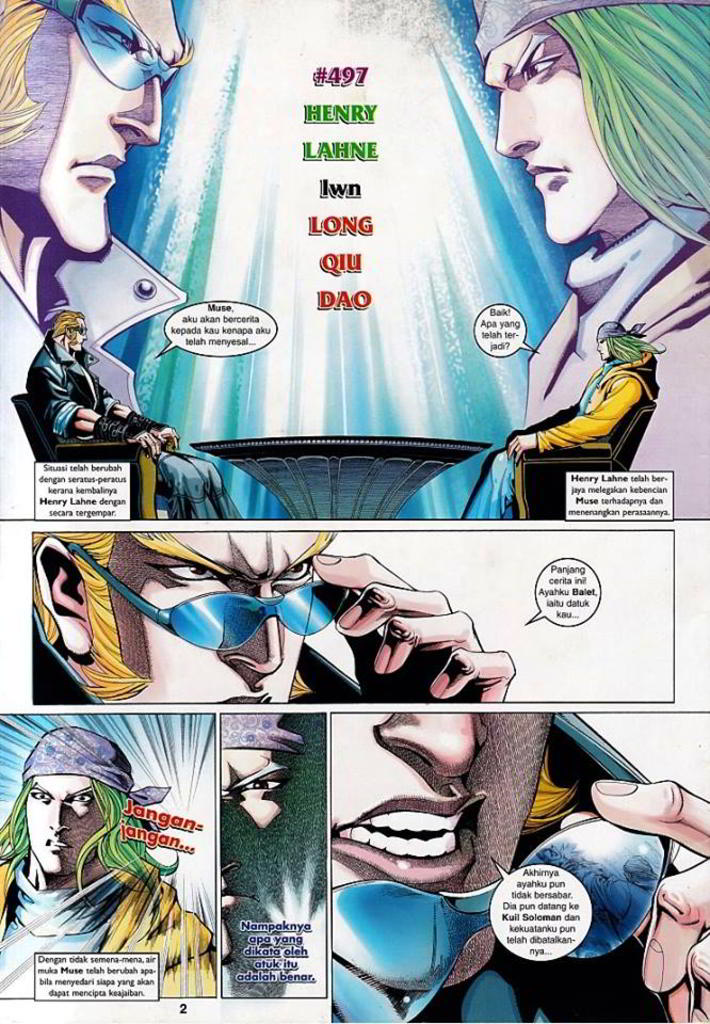 #497
HENRY
LAHNE
lwn
LONG
QIU
DAO
Muse,
aku akan bercerita
kepada kau kenapa aku
telah menyesal...
Baik!
Apa yang
telah ter-
jadi?
Situasi telah berubah
dengan seratus-peratus
kerana kembalinya
Henry Lahne dengan
secara tergempar.
Henry Lahne telah ber-
jaya melegakan kebencian
Muse terhadapnya dan
menenangkan perasaannya.
Panjang
cerita ini!
Ayahku Balet,
iaitu datuk
kau...
Jangan-
jangan...
Dengan tidak semena-mena, air
muka Muse telah berubah apa-
bila menyedari siapa yang akan
dapat mencipta keajaiban.
Nampaknya
apa yang
dikata oleh
atuk itu
adalah benar.
Akhirnya
ayahku pun
tidak bersabar.
Dia pun datang ke
Kuil Soloman dan
kekuatanku pun
telah dibatalkan-
nya...
2